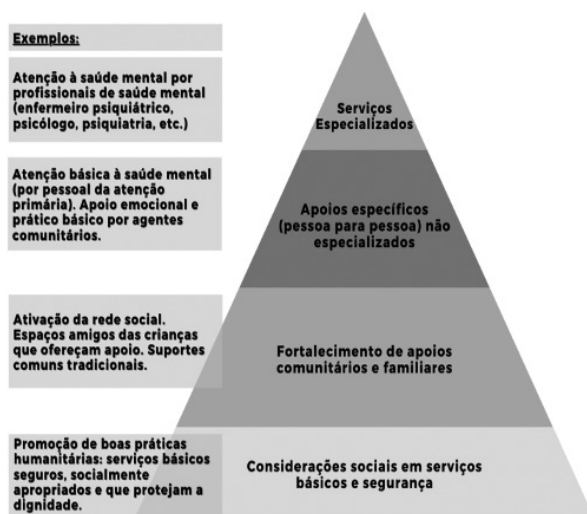 Exemplos:
Atenção à saúde mental por
profissionais de saúde mental
(enfermeiro psiquiátrico,
psicólogo, psiquiatria, etc.)
Serviços
Especializados
Atenção básica à saúde mental
(por pessoal da atenção
primária). Apoio emocional e
prático básico por agentes
comunitários.
Apoios específicos
(pessoa para pessoa) não
especializados
Ativação da rede social.
Espaços amigos das crianças
que ofereçam apoio. Suportes
comuns tradicionais.
Fortalecimento de apoios
comunitários e familiares
Promoção de boas práticas
humanitárias: serviços básicos
seguros, socialmente
apropriados e que protejam a
dignidade.
Considerações sociais em serviços
básicos e segurança